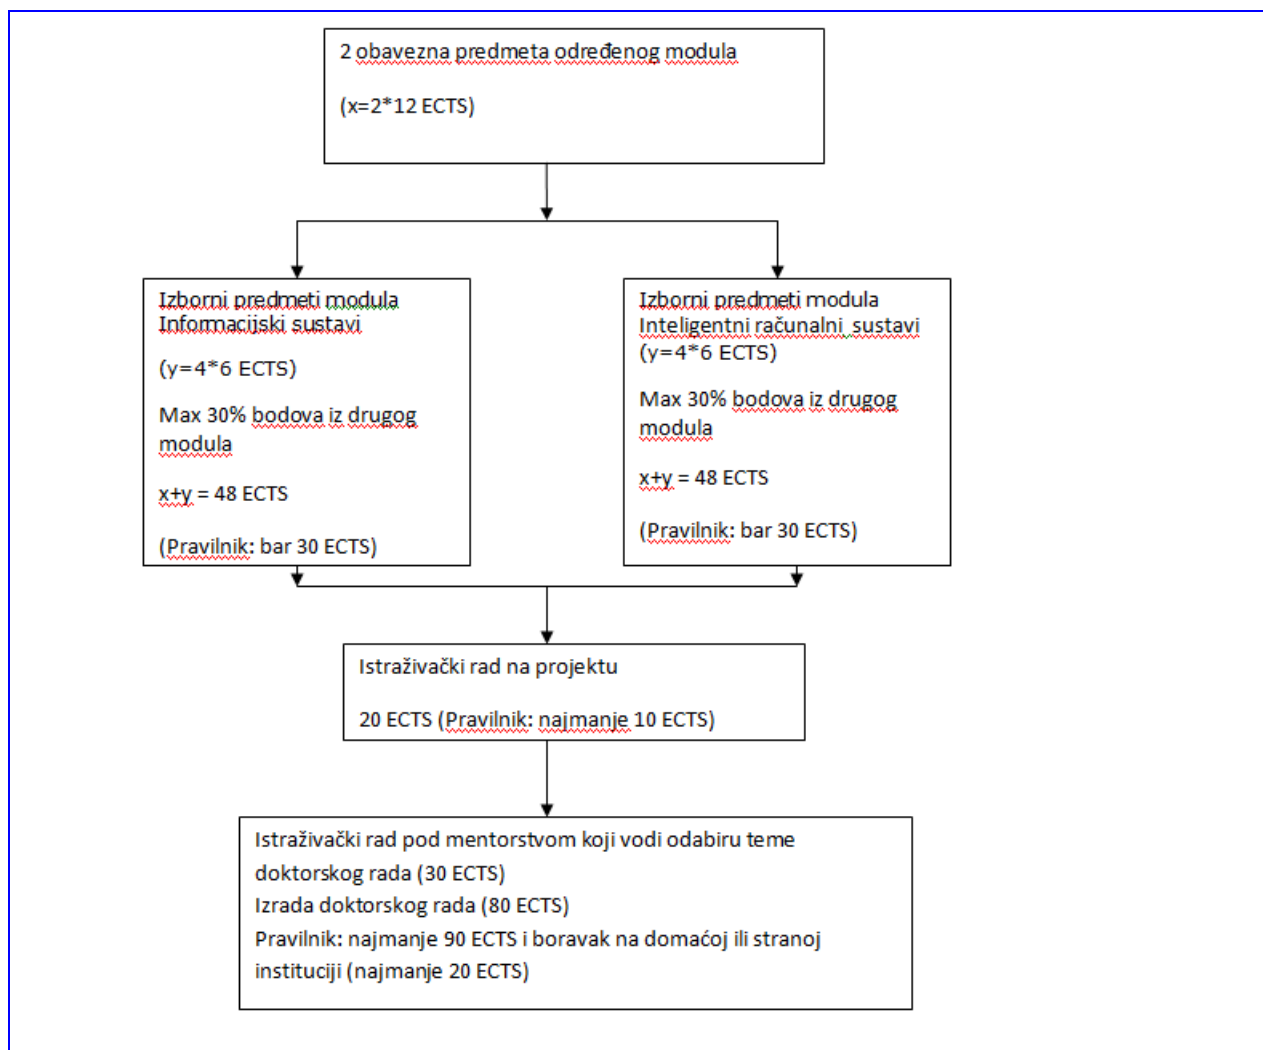 2 obavezna predmeta određenog modula
(x=2*12 ECTS)
Izborni predmeti modula
Informacijski sustavi
(y=4*6 ECTS)
Max 30% bodova iz drugog
modula
x+y = 48 ECTS
(Pravilnik: bar 30 ECTS)
Izborni predmeti modula
Inteligentni računalni sustavi
(y=4*6 ECTS)
Max 30% bodova iz drugog
modula
x+y = 48 ECTS
(Pravilnik: bar 30 ECTS)
Istraživački rad na projektu
20 ECTS (Pravilnik: najmanje 10 ECTS)
Istraživački rad pod mentorstvom koji vodi odabiru teme
doktorskog rada (30 ECTS)
Izrada doktorskog rada (80 ECTS)
Pravilnik: najmanje 90 ECTS i boravak na domaćoj ili stranoj
instituciji (najmanje 20 ECTS)